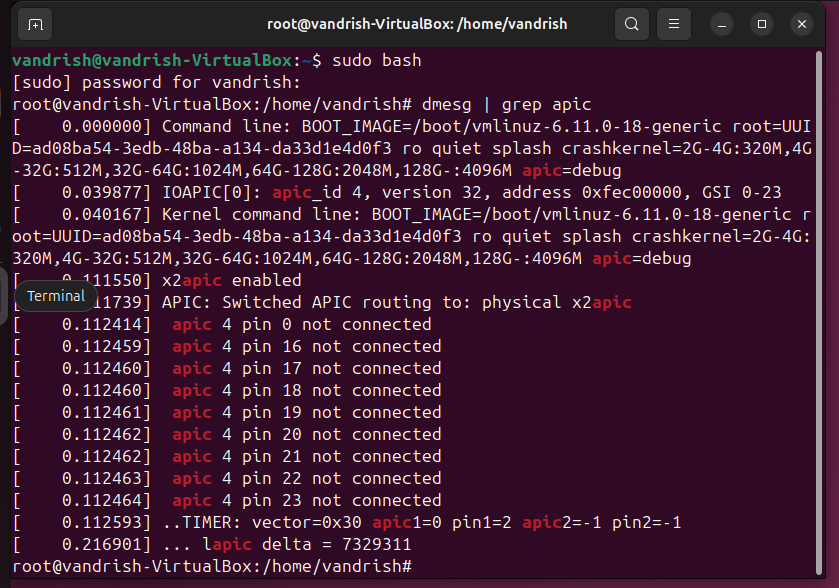 root@vandrish-VirtualBox: /home/vandrish
vandrish@vandrish-VirtualBox:~$ sudo bash
[sudo] password for vandrish:
root@vandrish-VirtualBox:/home/vandrish# dmesg | grep apic
[    0.000000] Command line: BOOT_IMAGE=/boot/vmlinuz-6.11.0-18-generic root=UUI
D=ad08ba54-3edb-48ba-a134-da33d1e4d0f3 ro quiet splash crashkernel=2G-4G:320M,4G
-32G:512M,32G-64G:1024M,64G-128G:2048M,128G-:4096M apic=debug
[    0.039877] IOAPIC[0]: apic_id 4, version 32, address 0xfec00000, GSI 0-23
[    0.040167] Kernel command line: BOOT_IMAGE=/boot/vmlinuz-6.11.0-18-generic r
oot=UUID=ad08ba54-3edb-48ba-a134-da33d1e4d0f3 ro quiet splash crashkernel=2G-4G:
320M,4G-32G:512M,32G-64G:1024M,64G-128G:2048M,128G-:4096M apic=debug
[    0.111550] x2apic enabled
Terminal
11739] APIC: Switched APIC routing to: physical x2apic
[    0.112414]  apic 4 pin 0 not connected
[    0.112459]  apic 4 pin 16 not connected
[    0.112460]  apic 4 pin 17 not connected
[    0.112460]  apic 4 pin 18 not connected
[    0.112461]  apic 4 pin 19 not connected
[    0.112462]  apic 4 pin 20 not connected
[    0.112462]  apic 4 pin 21 not connected
[    0.112463]  apic 4 pin 22 not connected
[    0.112464]  apic 4 pin 23 not connected
[    0.112593] ..TIMER: vector=0x30 apic1=0 pin1=2 apic2=-1 pin2=-1
[    0.216901] ... lapic delta = 7329311
root@vandrish-VirtualBox:/home/vandrish#